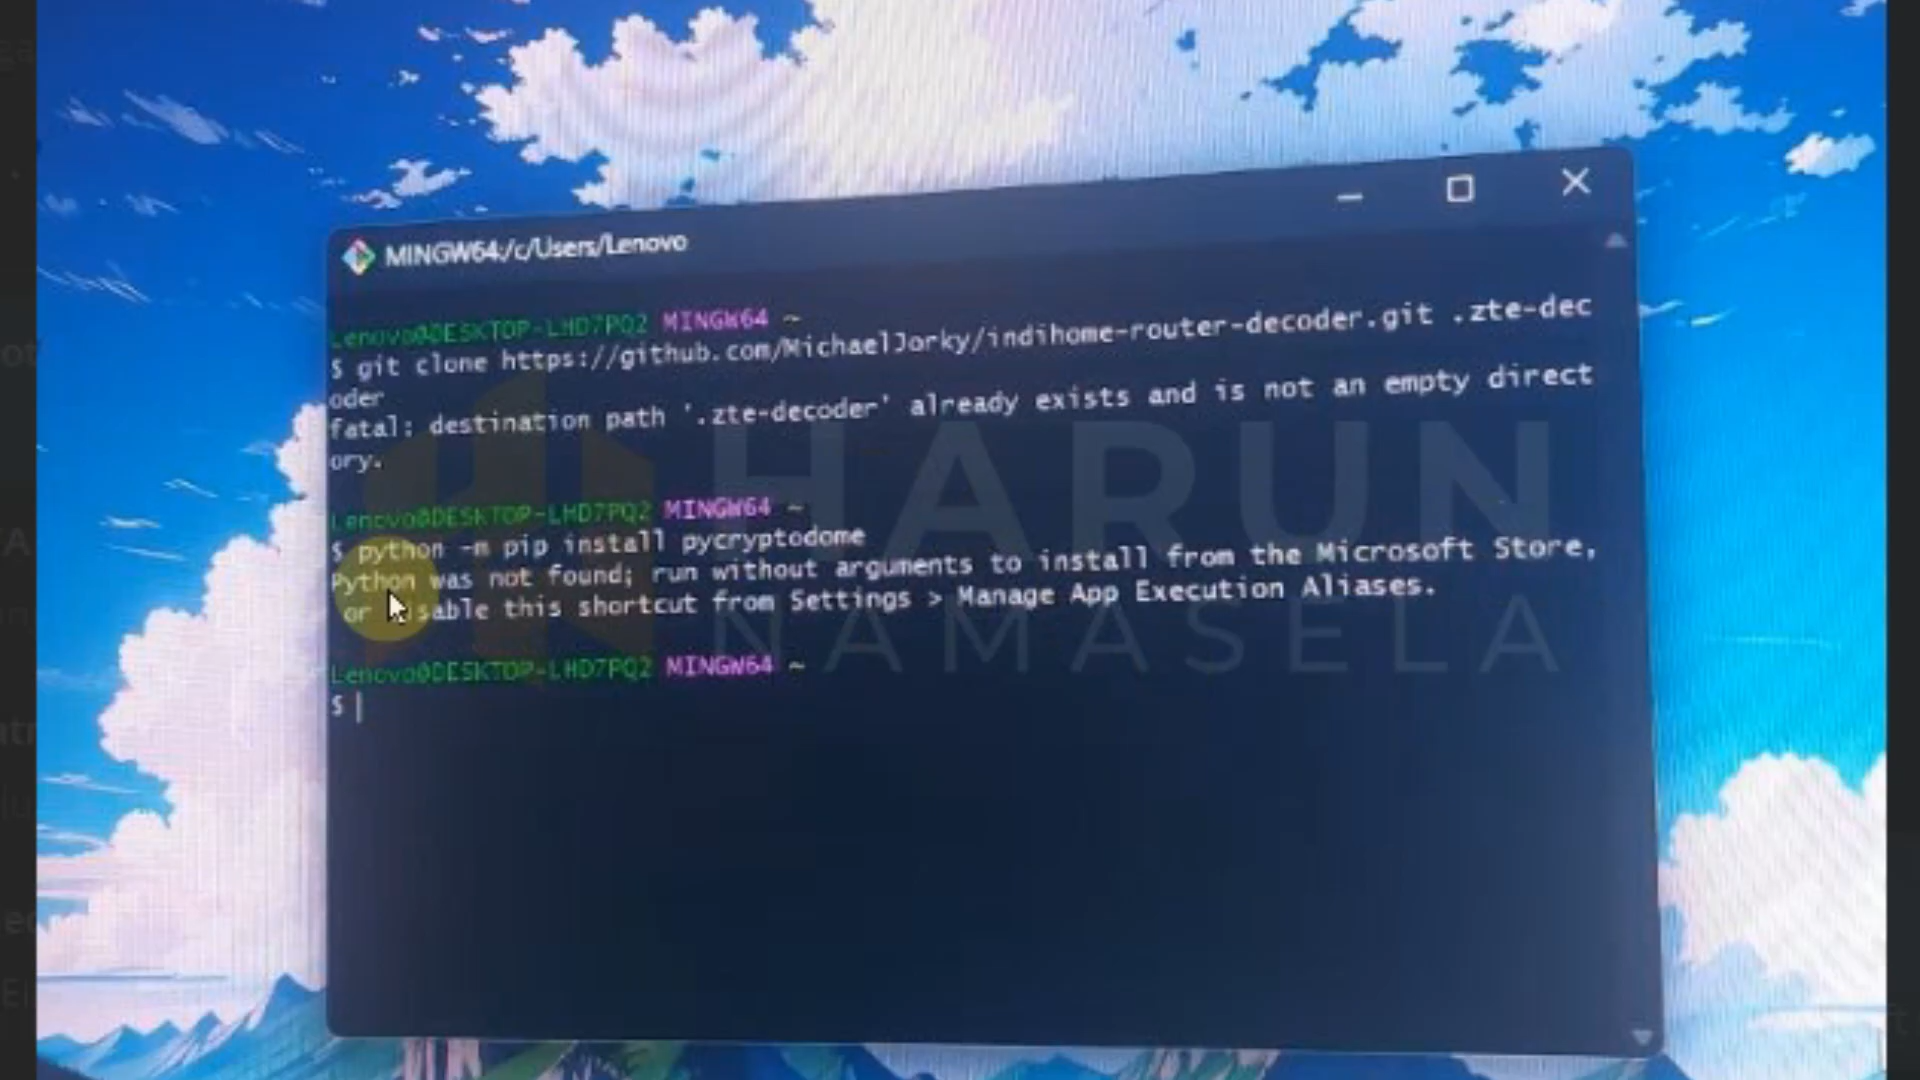 MINGW64:/c/Users/Lenovo
Lenovo@DESKTOP-LHD7PQ2 MINGW64 ~
$ git clone https://github.com/MichaelJorky/indihome-router-decoder.git .zte-dec
oder
fatal: destination path '.zte-decoder' already exists and is not an empty direct
ory.
Lenovo@DESKTOP-LHD7PQ2 MINGW64 ~
$ python -m pip install pycryptodome
Python was not found; run without arguments to install from the Microsoft Store,
or disable this shortcut from Settings > Manage App Execution Aliases.
Lenovo@DESKTOP-LHD7PQ2 MINGW64 ~
$
HARUN
NAMASELA